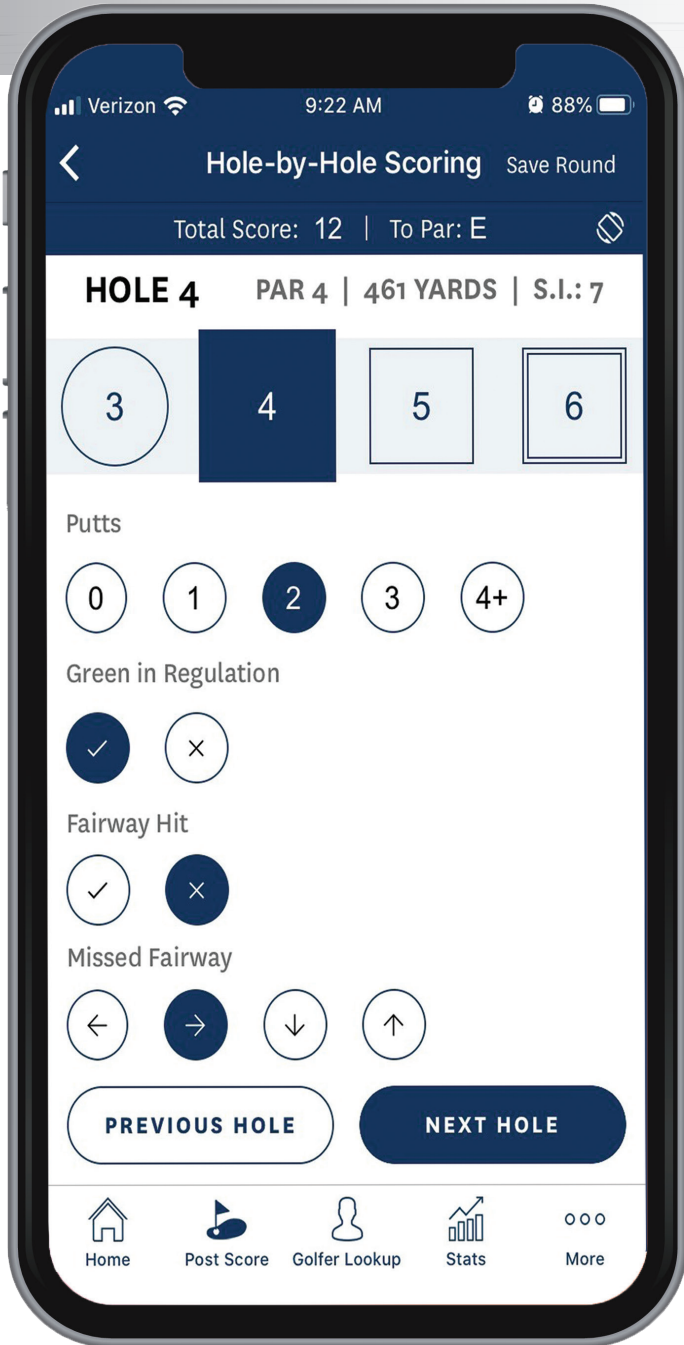 Verizon 9:22 AM 88%
Hole-by-Hole Scoring Save Round
Total Score: 12 | To Par: E
HOLE 4 PAR 4 | 461 YARDS | S.I.: 7
3 4 5 6
Putts
0 1 2 3 4+
Green in Regulation
Fairway Hit
Missed Fairway
PREVIOUS HOLE NEXT HOLE
Home Post Score Golfer Lookup Stats More